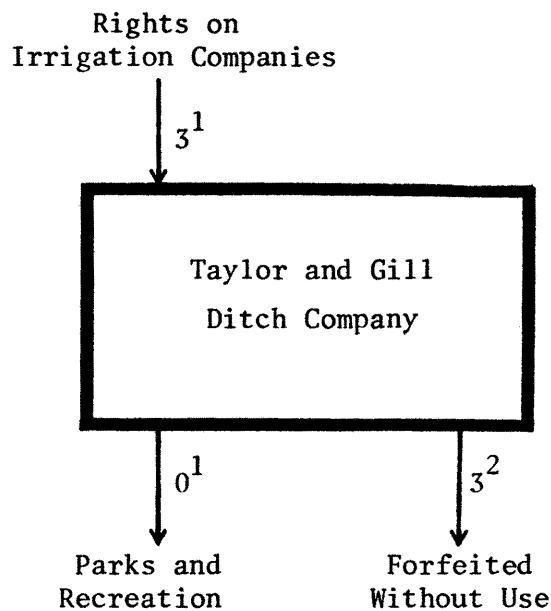 Rights on
Irrigation Companies
3¹
Taylor and Gill
Ditch Company
0¹
3²
Parks and
Recreation
Forfeited
Without Use